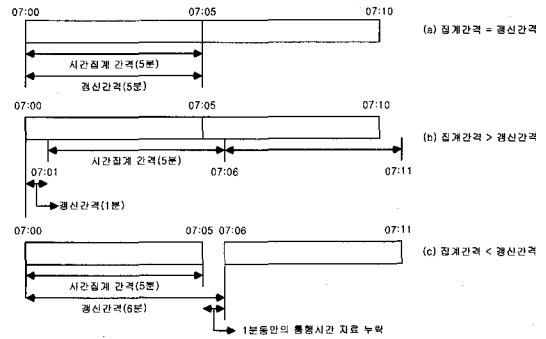 07:00 07:05 07:10
(a) 집계간격 = 갱신간격
시간집계 간격(5분)
갱신간격(5분)
07:00 07:05 07:10
(b) 집계간격 > 갱신간격
시간집계 간격(5분)
07:01 07:06 07:11
갱신간격(1분)
07:00 07:05 07:06 07:11
(c) 집계간격 < 갱신간격
시간집계 간격(5분)
갱신간격(6분)
1분동안의 통행시간 자료 누락